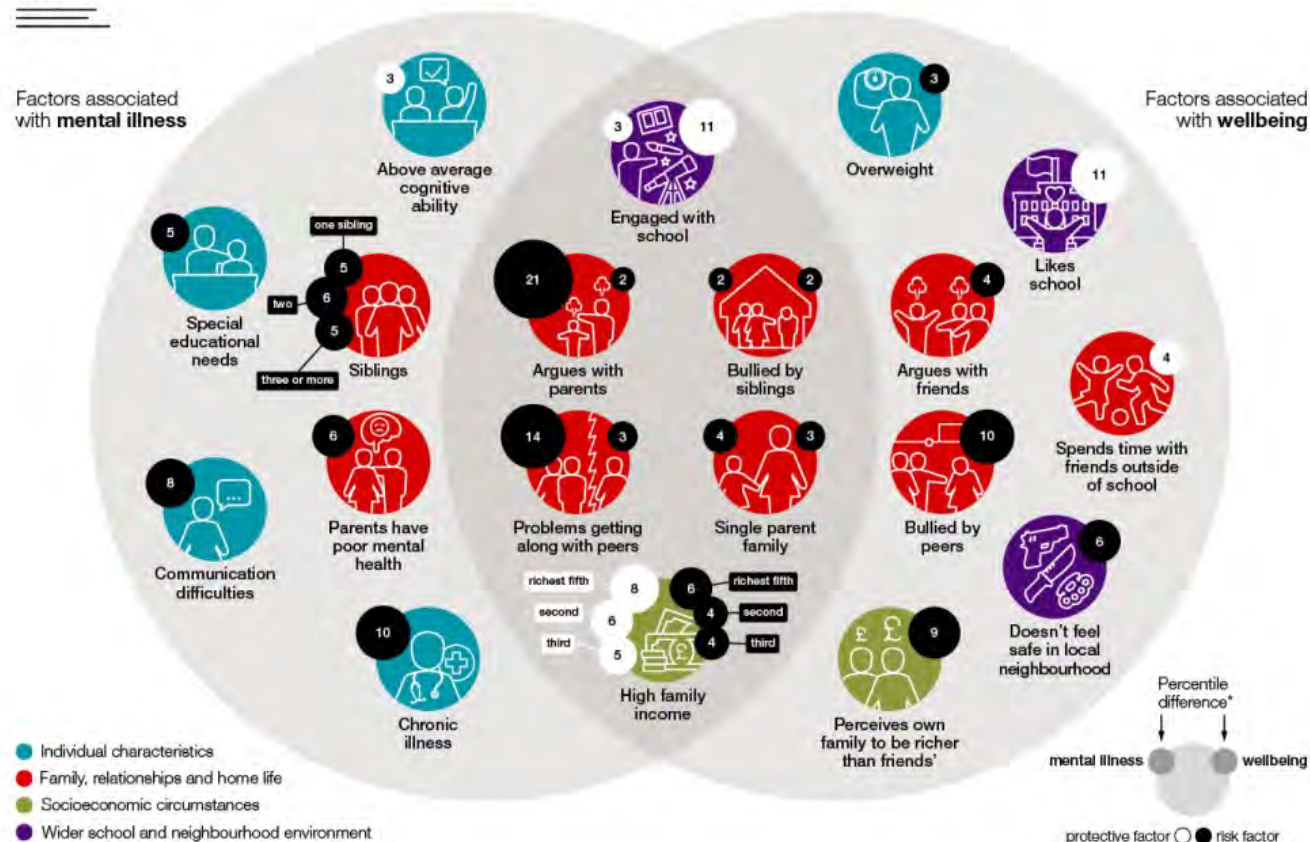 Factors associated
with mental illness
Factors associated
with wellbeing
3
Above average
cognitive
ability
3
11
Engaged with
school
3
Overweight
11
Likes
school
5
Special
educational
needs
one sibling
5
two
6
5
three or more
Siblings
21
2
Argues with
parents
2
2
Bullied by
siblings
4
Argues with
friends
4
Spends time with
friends outside
of school
8
Communication
difficulties
6
Parents have
poor mental
health
14
3
Problems getting
along with peers
4
3
Single parent
family
10
Bullied by
peers
6
Doesn't feel
safe in local
neighbourhood
10
Chronic
illness
richest fifth
8
6
richest fifth
second
6
4
second
third
5
4
third
£
High family
income
£ £
9
Perceives own
family to be richer
than friends'
Individual characteristics
Family, relationships and home life
Socioeconomic circumstances
Wider school and neighbourhood environment
Percentile
difference*
mental illness
wellbeing
protective factor
risk factor